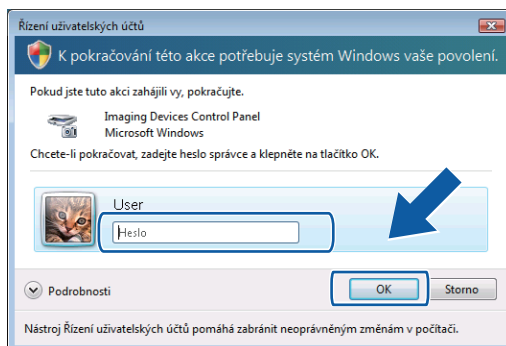 Řízení uživatelských účtů
K pokračování této akce potřebuje systém Windows vaše povolení.
Pokud jste tuto akci zahájili vy, pokračujte.
Imaging Devices Control Panel
Microsoft Windows
Chcete-li pokračovat, zadejte heslo správce a klepněte na tlačítko OK.
User
Heslo
Podrobnosti
OK
Storno
Nástroj Řízení uživatelských účtů pomáhá zabránit neoprávněným změnám v počítači.